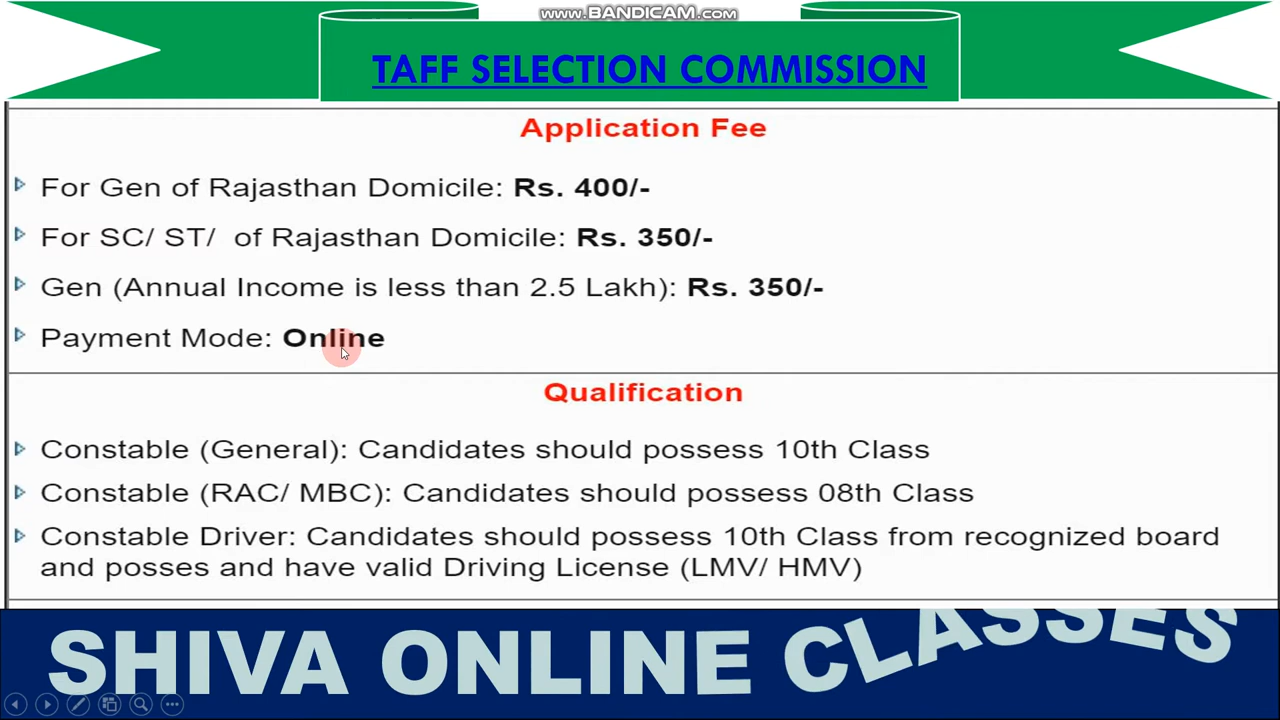 www.BANDICAM.com
TAFF SELECTION COMMISSION
Application Fee
For Gen of Rajasthan Domicile: Rs. 400/-
For SC/ ST/ of Rajasthan Domicile: Rs. 350/-
Gen (Annual Income is less than 2.5 Lakh): Rs. 350/-
Payment Mode: Online
Qualification
Constable (General): Candidates should possess 10th Class
Constable (RAC/ MBC): Candidates should possess 08th Class
Constable Driver: Candidates should possess 10th Class from recognized board
and posses and have valid Driving License (LMV/ HMV)
SHIVA ONLINE CLASSES